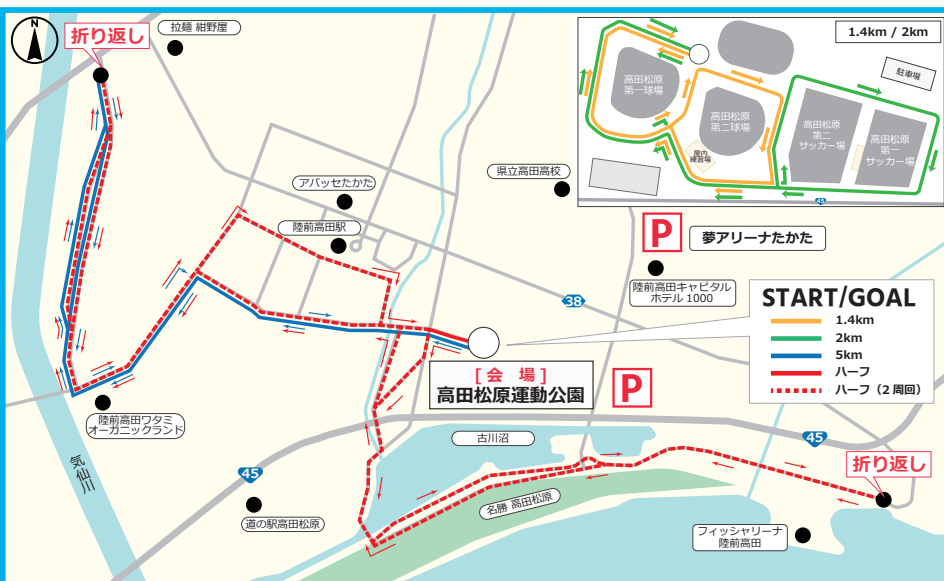 N
折り返し
拉麺 紺野屋
1.4km / 2km
駐車場
高田松原
第一球場
高田松原
第二球場
屋内
練習場
高田松原
第二
サッカー場
高田松原
第一
サッカー場
45
アバッセたかた
県立高田高校
陸前高田駅
P
夢アリーナたかた
陸前高田キャピタル
ホテル 1000
38
START/GOAL
1.4km
2km
5km
ハーフ
ハーフ（2 周回）
[ 会 場 ]
高田松原運動公園
P
陸前高田ワタミ
オーガニックランド
気仙川
古川沼
45
45
折り返し
名勝 高田松原
道の駅高田松原
フィッシャリーナ
陸前高田